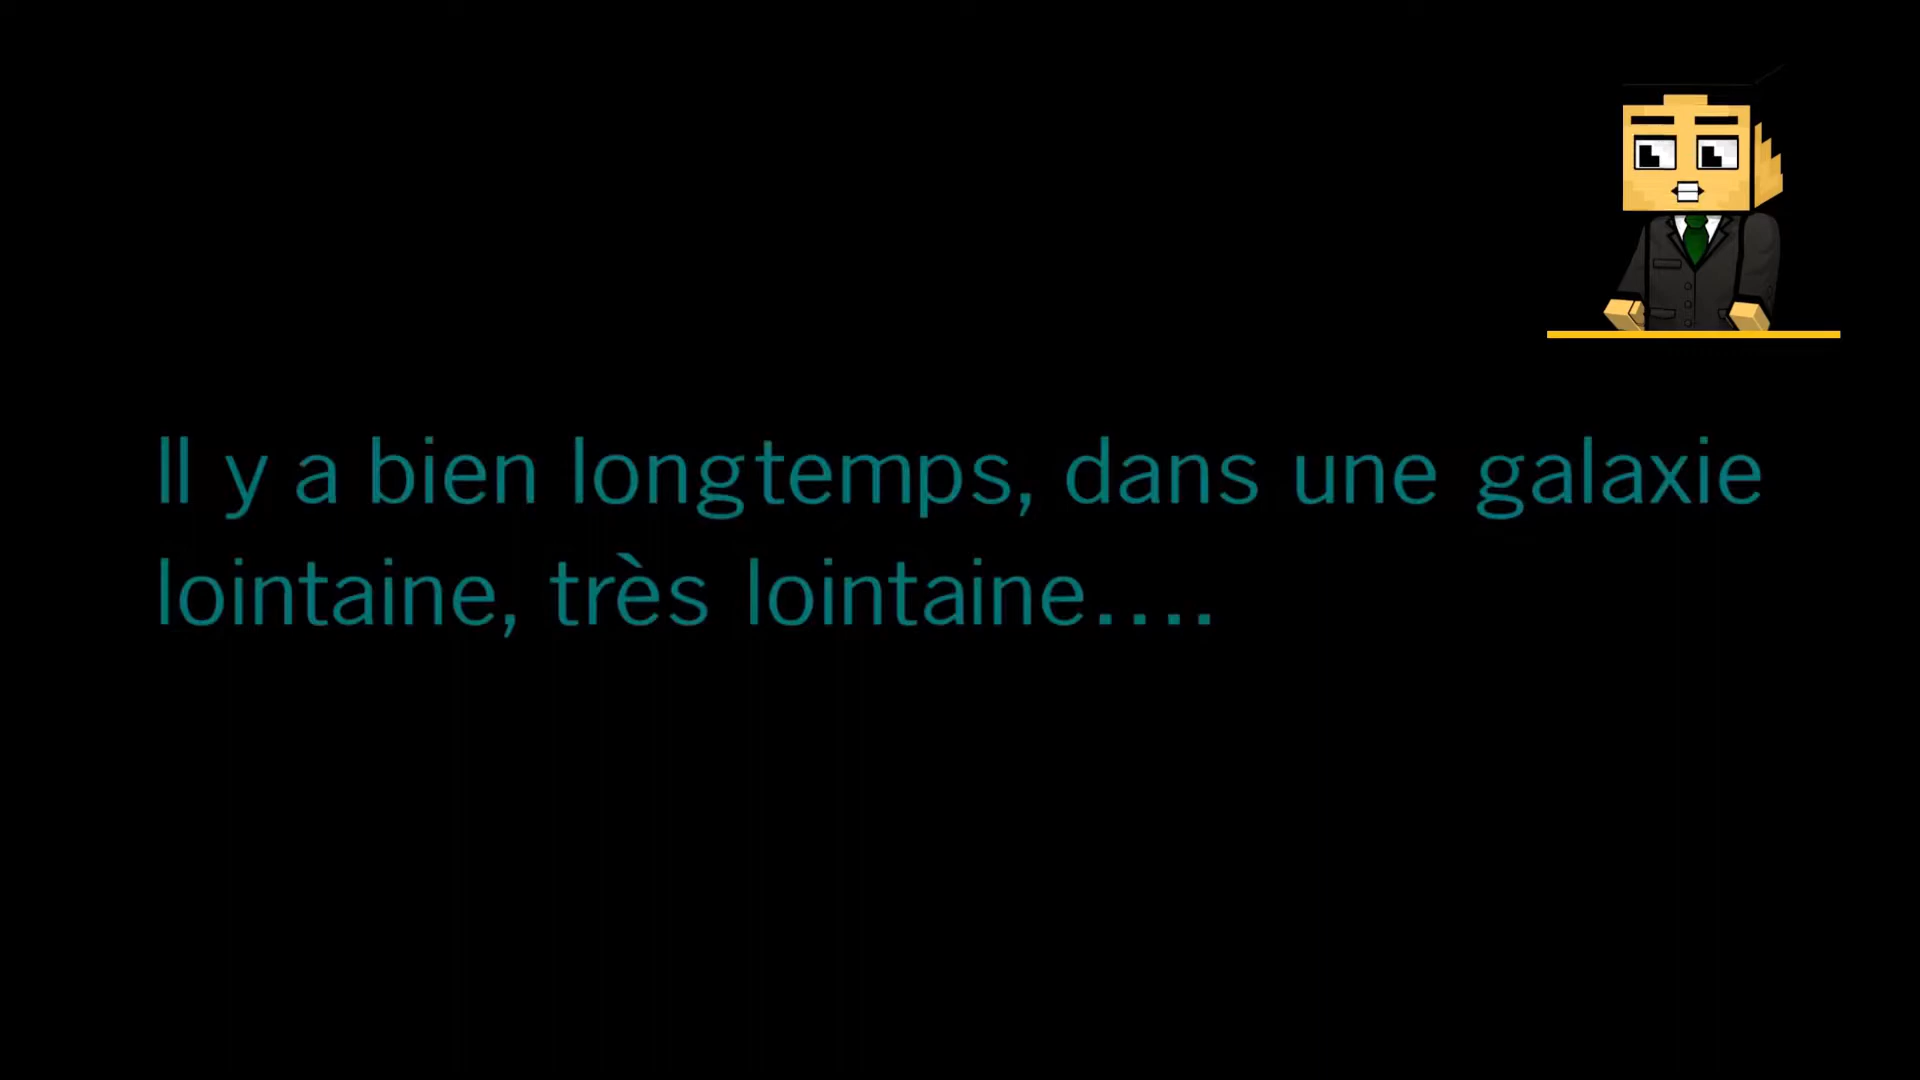 Il y a bien longtemps, dans une galaxie
lointaine, très lointaine....